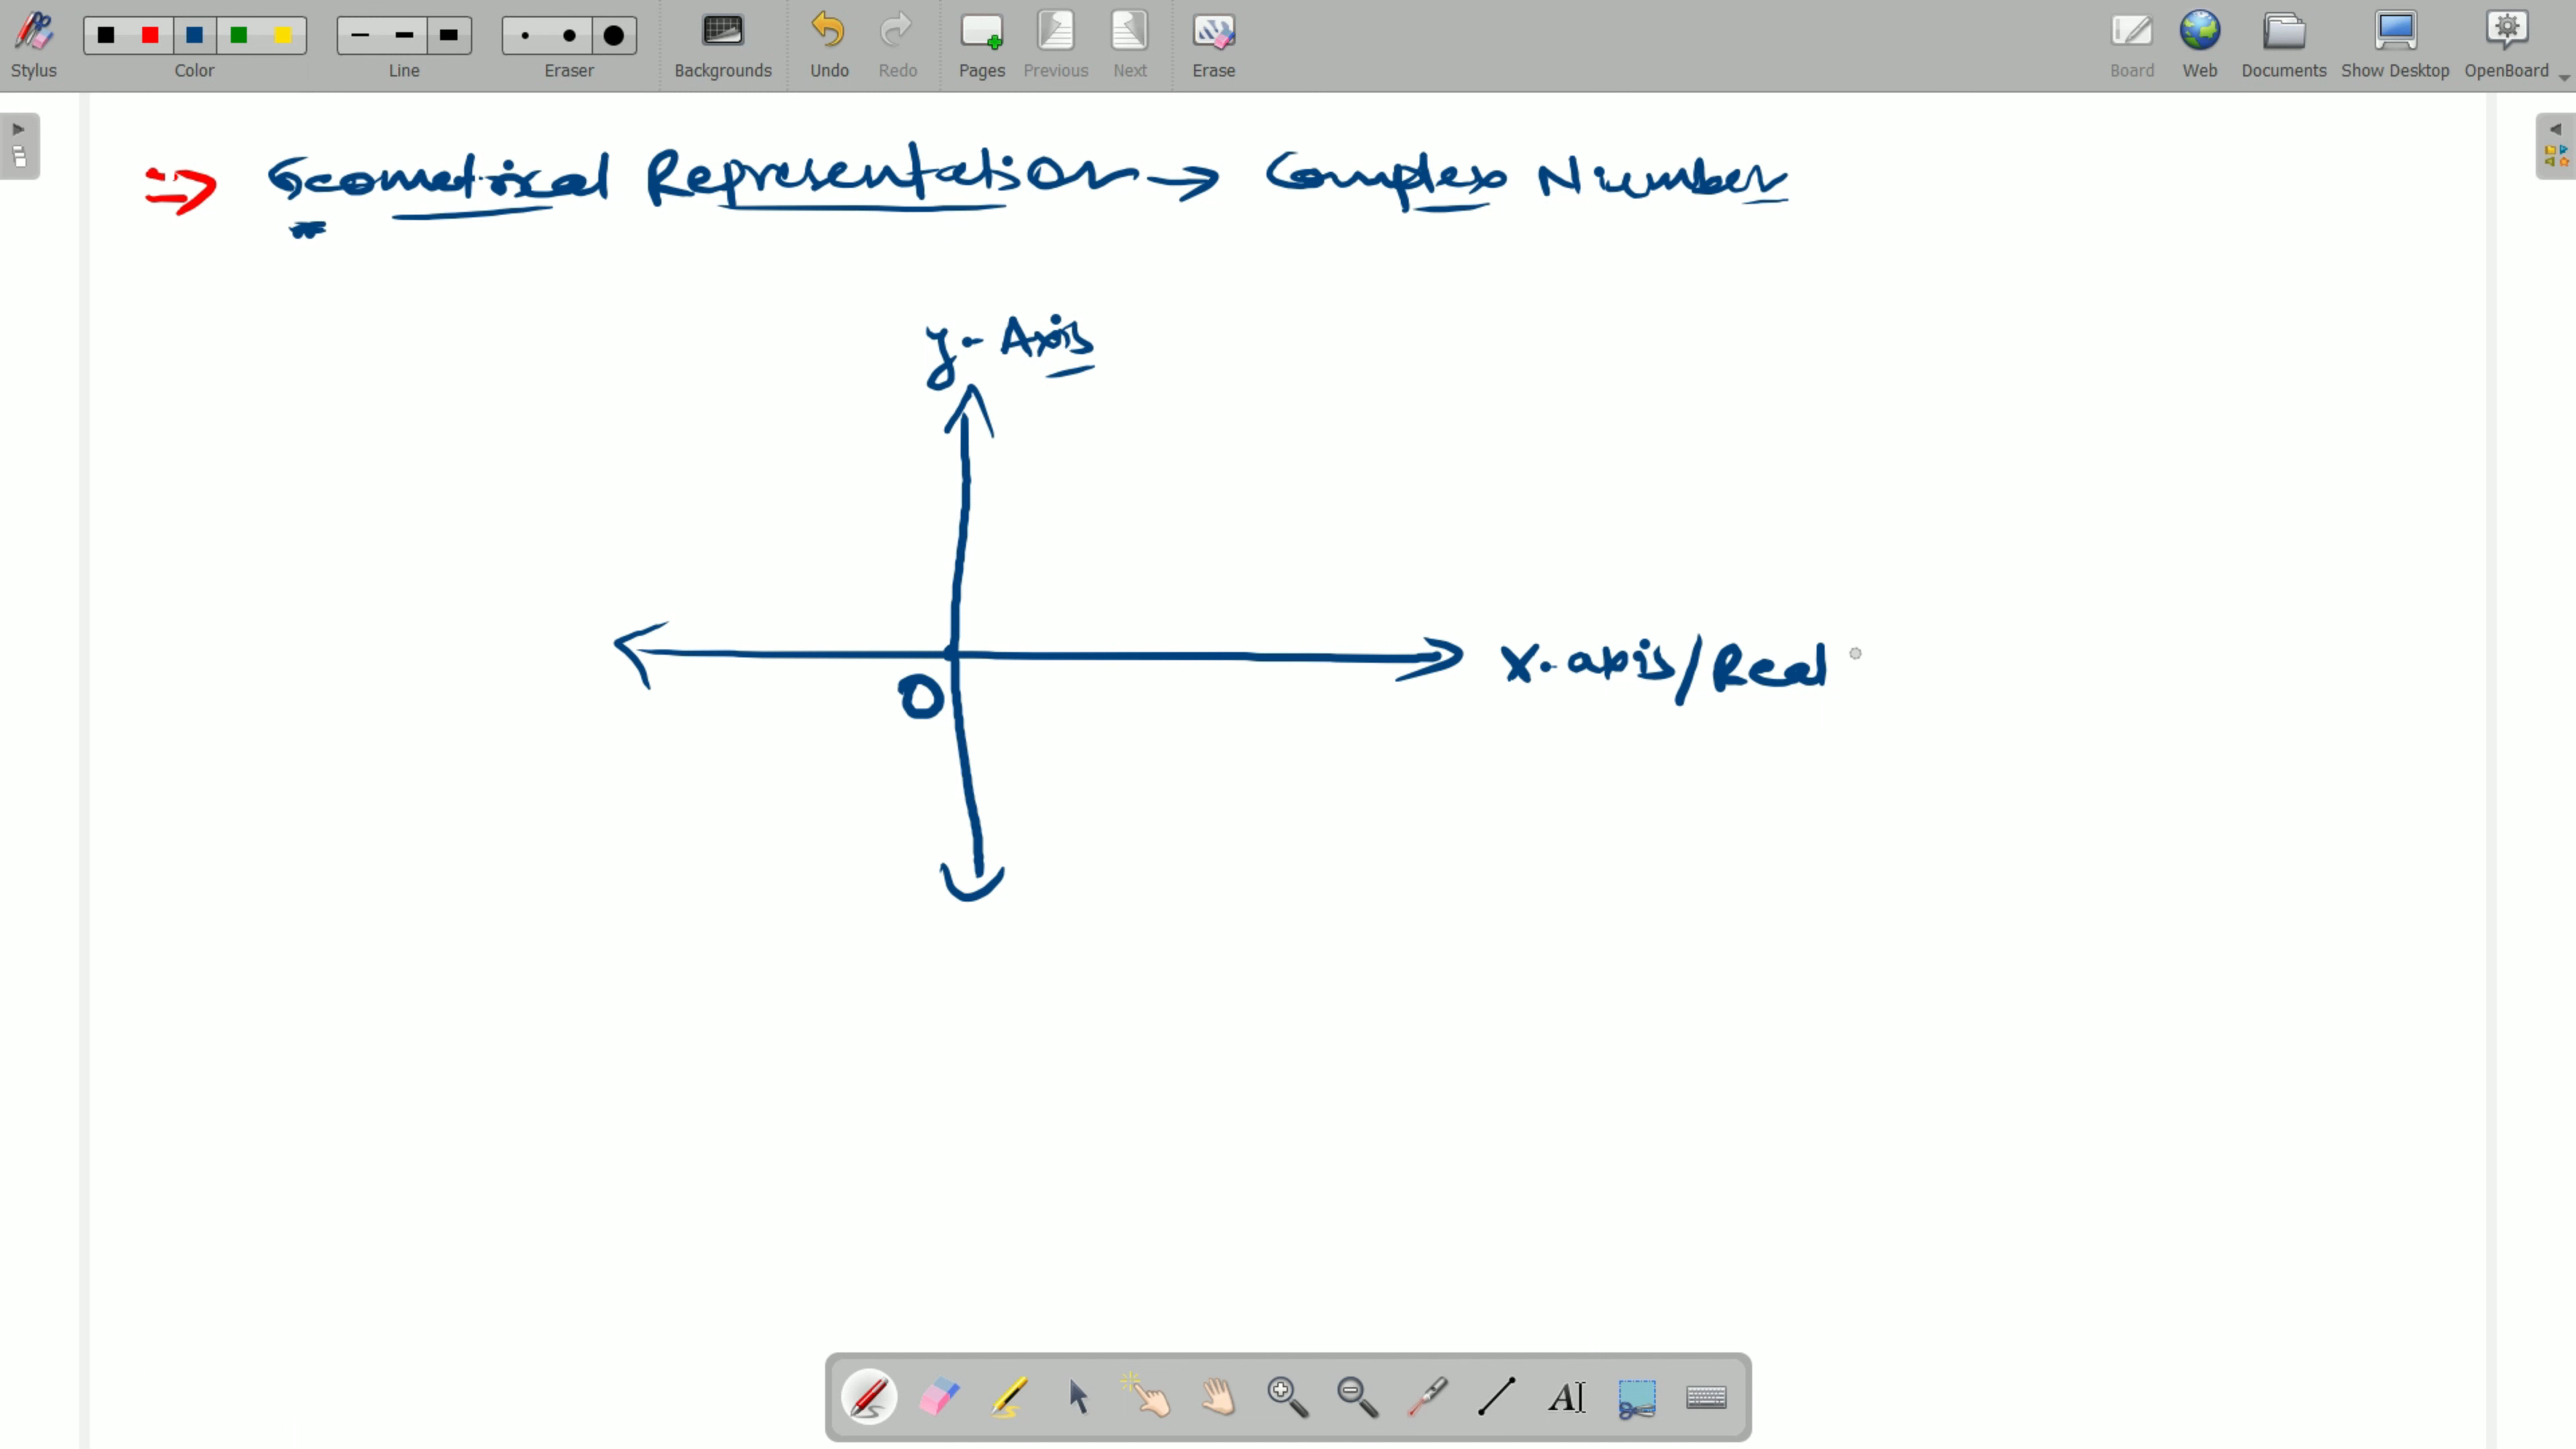 Stylus Color Line Eraser Backgrounds Undo Redo Pages Previous Next Erase Board Web Documents Show Desktop OpenBoard
⇒ Geometrical Representation → Complex Number
y- Axis
O
X-axis/Real